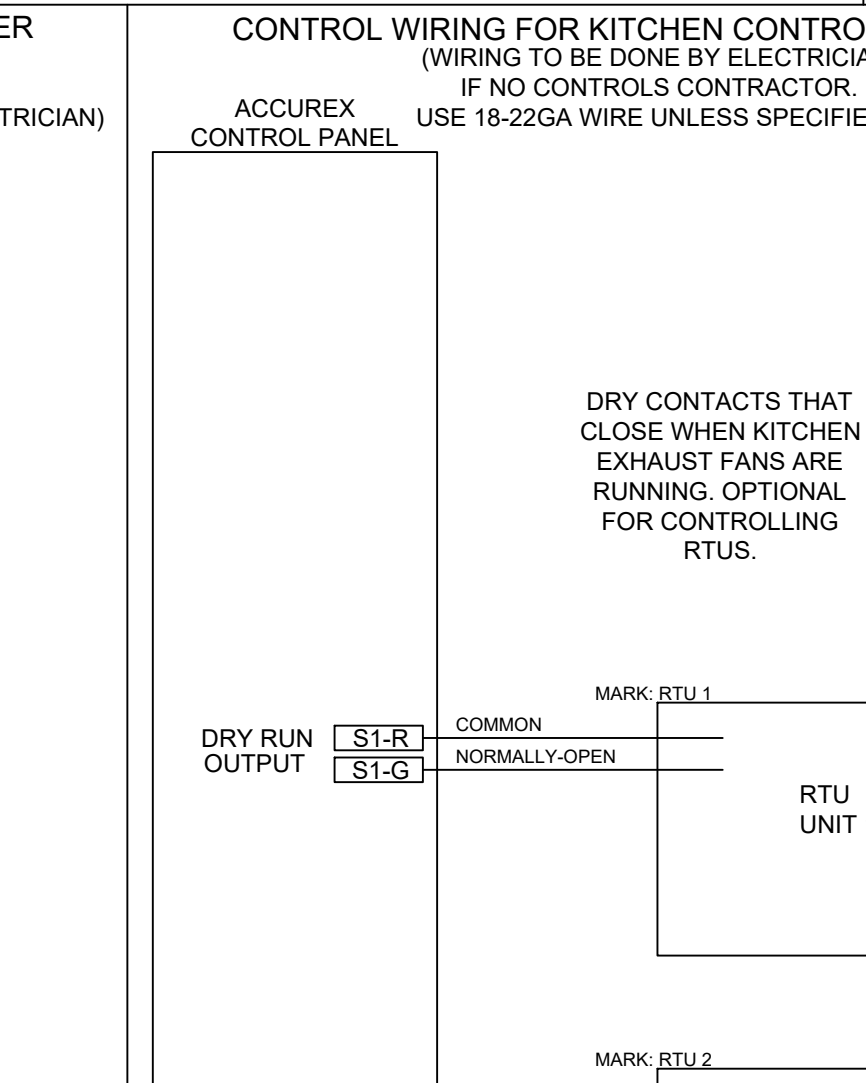 ER
TRICIAN)
CONTROL WIRING FOR KITCHEN CONTRO
(WIRING TO BE DONE BY ELECTRICIA
IF NO CONTROLS CONTRACTOR.
USE 18-22GA WIRE UNLESS SPECIFIE
ACCUREX
CONTROL PANEL
DRY CONTACTS THAT
CLOSE WHEN KITCHEN
EXHAUST FANS ARE
RUNNING. OPTIONAL
FOR CONTROLLING
RTUS.
MARK: RTU 1
DRY RUN
OUTPUT
S1-R
S1-G
COMMON
NORMALLY-OPEN
RTU
UNIT
MARK: RTU 2